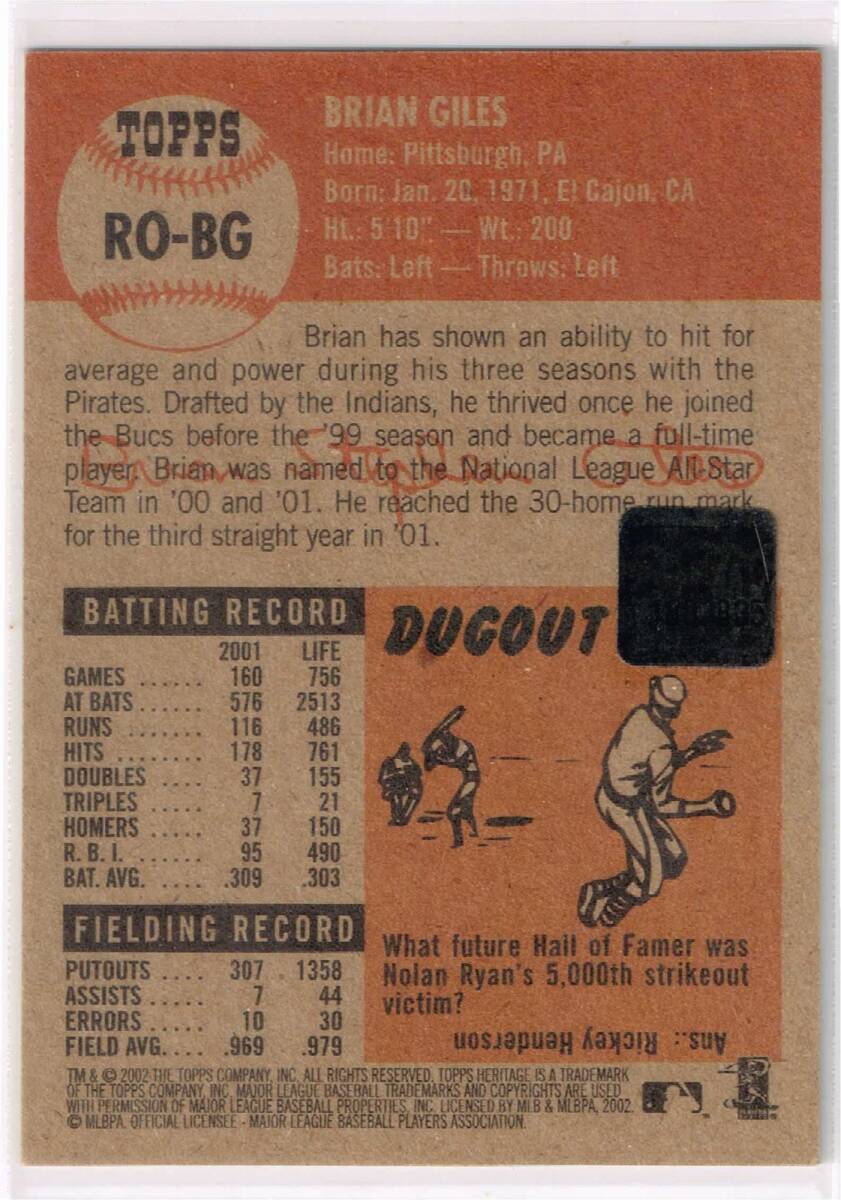 TOPPS
RO-BG
BRIAN GILES
Home: Pittsburgh, PA
Born: Jan. 20, 1971, El Cajon, CA
Ht.: 5'10" — Wt.: 200
Bats: Left — Throws: Left
Brian has shown an ability to hit for
average and power during his three seasons with the
Pirates. Drafted by the Indians, he thrived once he joined
the Bucs before the '99 season and became a full-time
player. Brian was named to the National League All-Star
Team in '00 and '01. He reached the 30-home run mark
for the third straight year in '01.
Brian Stephen Giles
BATTING RECORD
2001 LIFE
GAMES ...... 160 756
AT BATS...... 576 2513
RUNS ....... 116 486
HITS ........ 178 761
DOUBLES .... 37 155
TRIPLES ..... 7 21
HOMERS ..... 37 150
R.B.I. ...... 95 490
BAT. AVG. .... .309 .303
FIELDING RECORD
PUTOUTS .... 307 1358
ASSISTS ..... 7 44
ERRORS ..... 10 30
FIELD AVG. ... .969 .979
DUGOUT
What future Hall of Famer was
Nolan Ryan's 5,000th strikeout
victim?
Ans.: Rickey Henderson
TM & © 2002 THE TOPPS COMPANY, INC. ALL RIGHTS RESERVED. TOPPS HERITAGE IS A TRADEMARK
OF THE TOPPS COMPANY, INC. MAJOR LEAGUE BASEBALL TRADEMARKS AND COPYRIGHTS ARE USED
WITH PERMISSION OF MAJOR LEAGUE BASEBALL PROPERTIES, INC. LICENSED BY MLB & MLBPA, 2002.
© MLBPA. OFFICIAL LICENSEE - MAJOR LEAGUE BASEBALL PLAYERS ASSOCIATION.